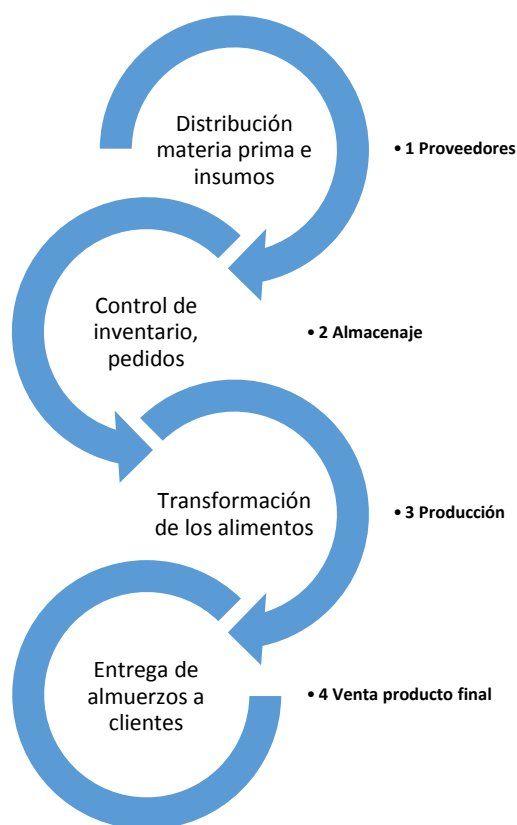 Distribución
materia prima e
insumos
• 1 Proveedores
Control de
inventario,
pedidos
• 2 Almacenaje
Transformación
de los alimentos
• 3 Producción
Entrega de
almuerzos a
clientes
• 4 Venta producto final